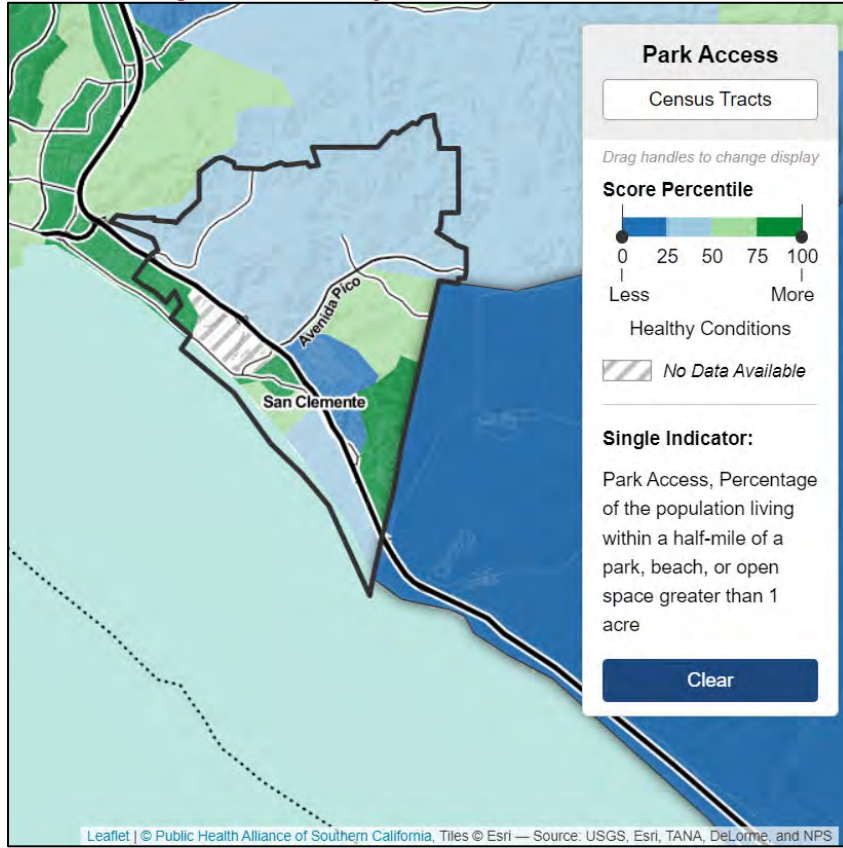 Park Access
Census Tracts
Drag handles to change display
Score Percentile
0 25 50 75 100
Less More
Healthy Conditions
No Data Available
Single Indicator:
Park Access, Percentage
of the population living
within a half-mile of a
park, beach, or open
space greater than 1
acre
Clear
Avenida Pico
San Clemente
Leaflet | © Public Health Alliance of Southern California, Tiles © Esri — Source: USGS, Esri, TANA, DeLorme, and NPS